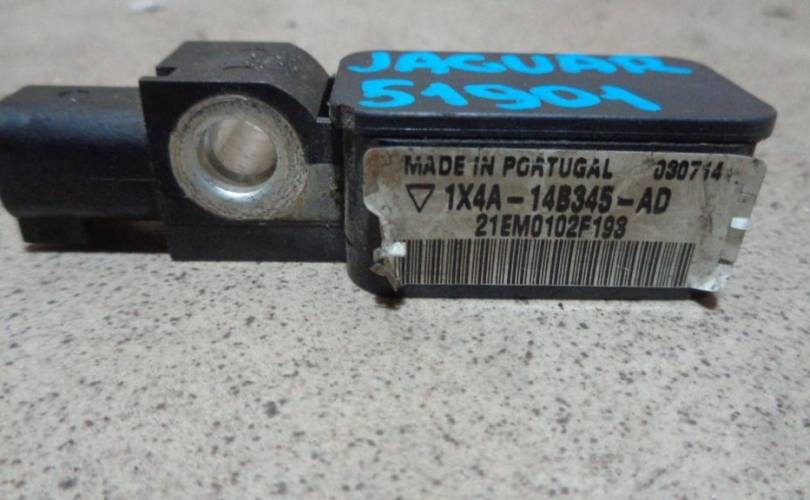 JAGUAR
51901
MADE IN PORTUGAL 030714
1X4A-14B345-AD
21EM0102F193